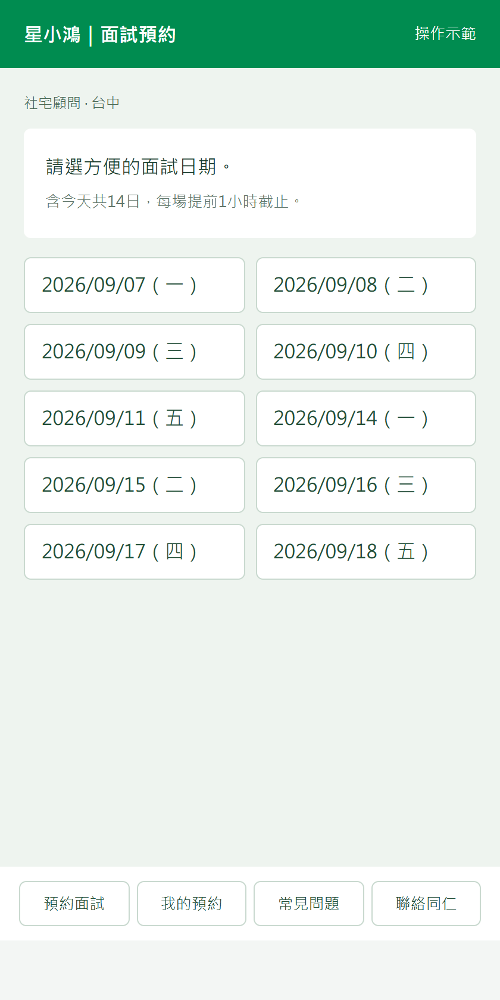 星小鴻｜面試預約
操作示範
社宅顧問 · 台中
請選方便的面試日期。
含今天共14日，每場提前1小時截止。
2026/09/07（一）
2026/09/08（二）
2026/09/09（三）
2026/09/10（四）
2026/09/11（五）
2026/09/14（一）
2026/09/15（二）
2026/09/16（三）
2026/09/17（四）
2026/09/18（五）
預約面試
我的預約
常見問題
聯絡同仁